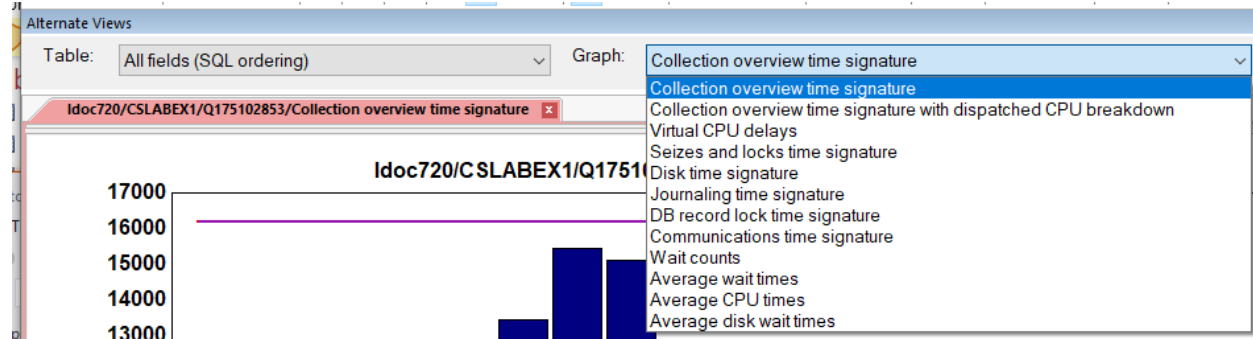 Alternate Views
Table: All fields (SQL ordering) Graph: Collection overview time signature
Collection overview time signature
Collection overview time signature with dispatched CPU breakdown
Virtual CPU delays
Seizes and locks time signature
Disk time signature
Journaling time signature
DB record lock time signature
Communications time signature
Wait counts
Average wait times
Average CPU times
Average disk wait times
Idoc720/CSLABEX1/Q175102853/Collection overview time signature x
Idoc720/CSLABEX1/Q1751
17000
16000
15000
14000
13000